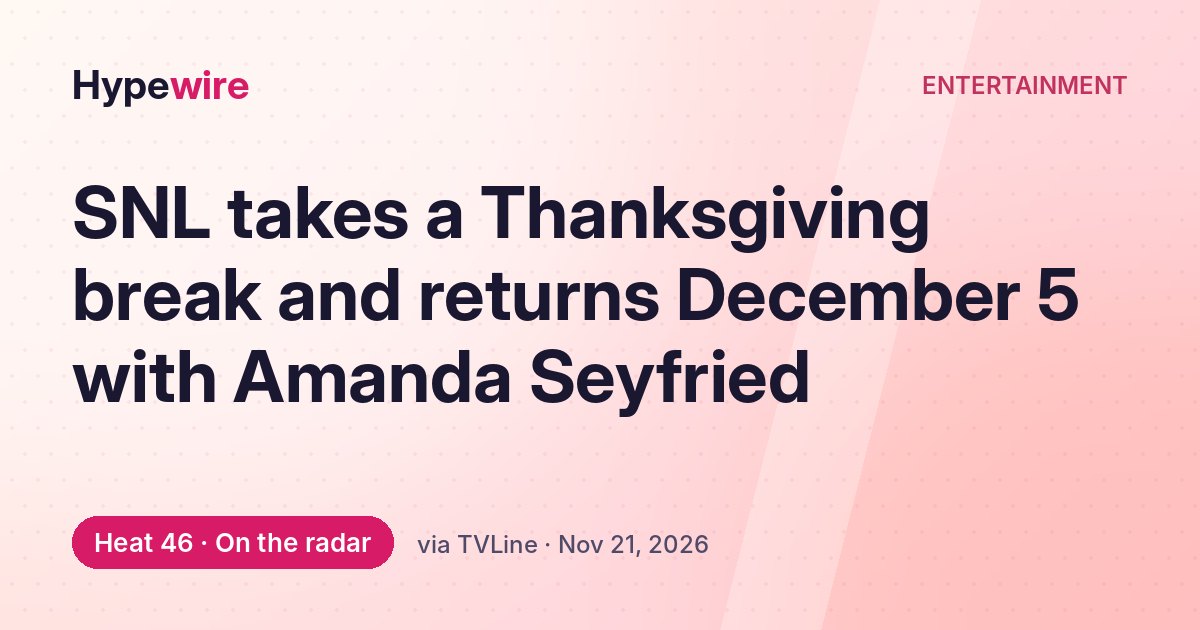 Hypewire
ENTERTAINMENT
SNL takes a Thanksgiving
break and returns December 5
with Amanda Seyfried
Heat 46 · On the radar
via TVLine · Nov 21, 2026